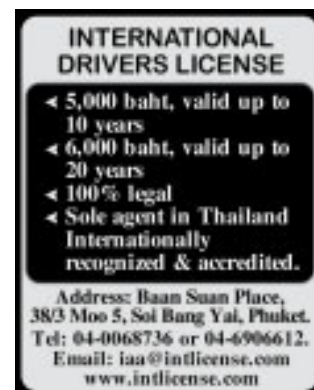 INTERNATIONAL
DRIVERS LICENSE
5,000 baht, valid up to
10 years
6,000 baht, valid up to
20 years
100% legal
Sole agent in Thailand
Internationally
recognized & accredited.
Address: Baan Suan Place,
38/3 Moo 5, Soi Bang Yai, Phuket.
Tel: 04-0068736 or 04-6906612.
Email: iaa@intlicense.com
www.intlicense.com